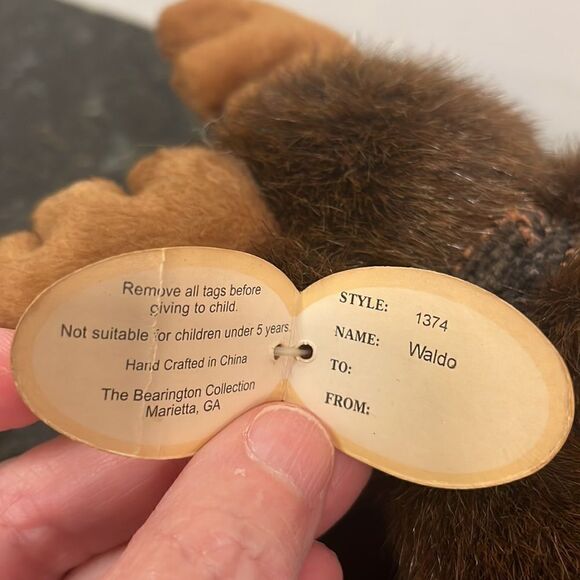 Remove all tags before
giving to child.
Not suitable for children under 5 years.
Hand Crafted in China
The Bearington Collection
Marietta, GA
STYLE: 1374
NAME: Waldo
TO:
FROM: